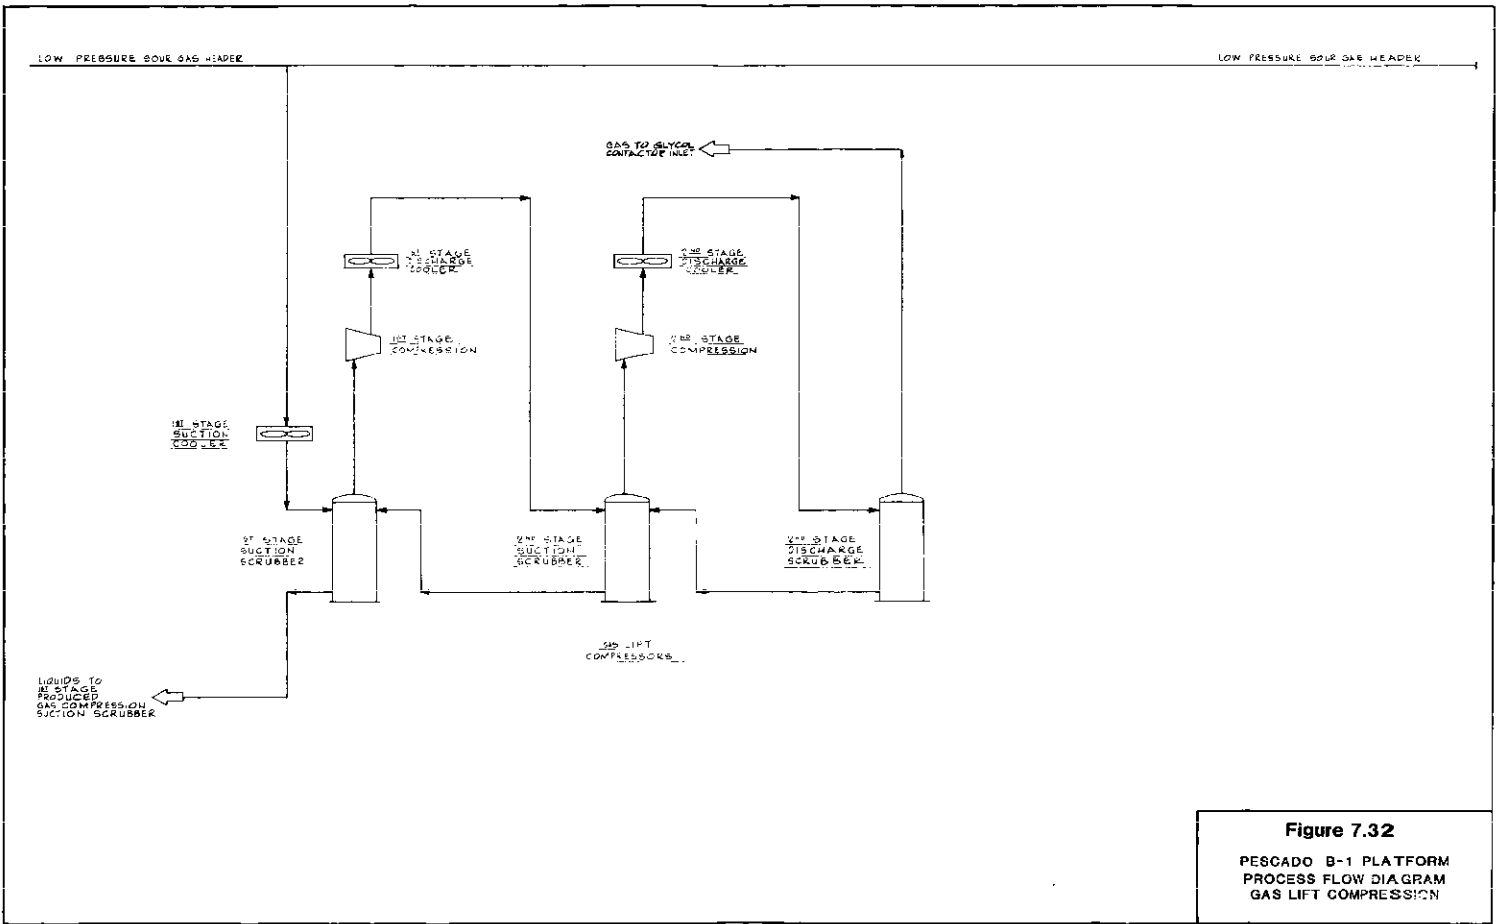 LOW PRESSURE SOUR GAS HEADER
LOW PRESSURE SOUR GAS HEADER
GAS TO GLYCOL
CONTACTOR INLET
1ST STAGE
DISCHARGE
COOLER
2ND STAGE
DISCHARGE
COOLER
1ST STAGE
COMPRESSION
2ND STAGE
COMPRESSION
1ST STAGE
SUCTION
COOLER
1ST STAGE
SUCTION
SCRUBBER
2ND STAGE
SUCTION
SCRUBBER
2ND STAGE
DISCHARGE
SCRUBBER
GAS LIFT
COMPRESSORS
LIQUIDS TO
1ST STAGE
PRODUCED
GAS COMPRESSION
SUCTION SCRUBBER
Figure 7.32
PESCADO B-1 PLATFORM
PROCESS FLOW DIAGRAM
GAS LIFT COMPRESSION